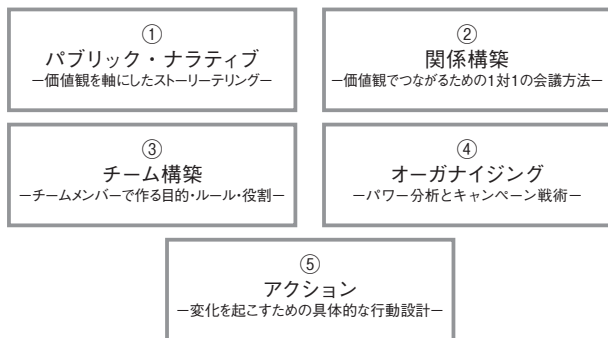 ①
パブリック・ナラティブ
－価値観を軸にしたストーリーテリング－
②
関係構築
－価値観でつながるための1対1の会議方法－
③
チーム構築
－チームメンバーで作る目的・ルール・役割－
④
オーガナイジング
－パワー分析とキャンペーン戦術－
⑤
アクション
－変化を起こすための具体的な行動設計－